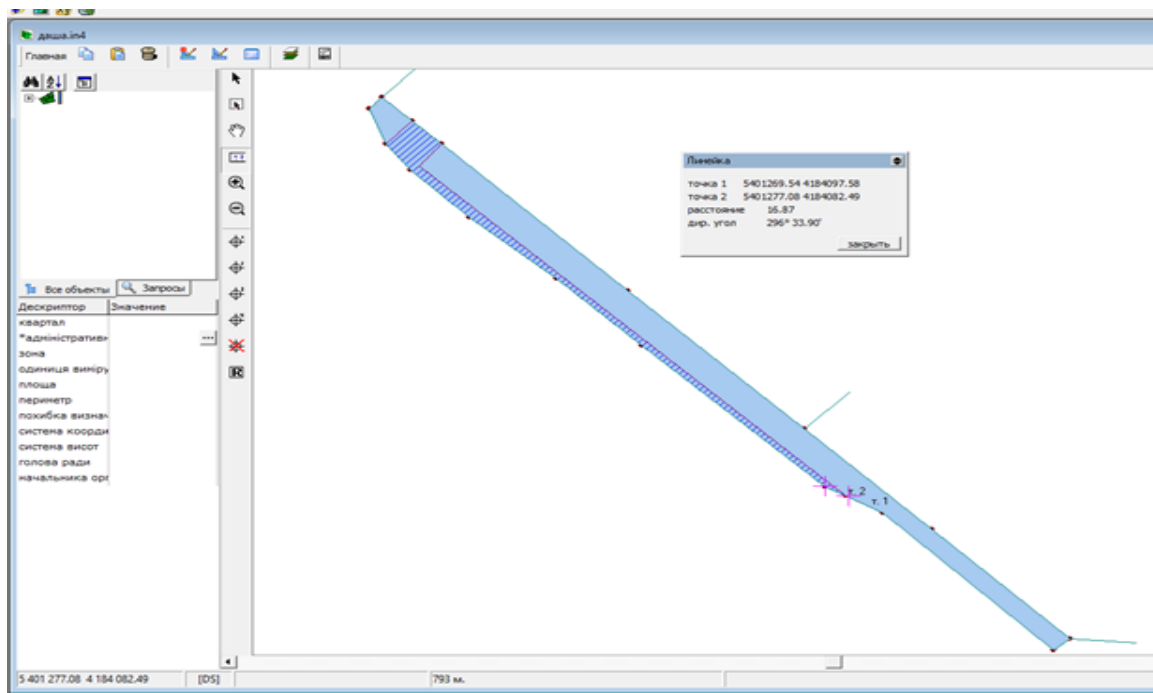 даша.in4
Главная
Линейка
точка 1 5401269.54 4184097.58
точка 2 5401277.08 4184082.49
расстояние 16.87
дир. угол 296° 33.90'
закрыть
Все объекты
Запросы
Дескриптор Значение
квартал
*адміністративн
...
зона
одиниця виміру
площа
периметр
похибка визнач
система коорди
система висот
голова ради
начальника орг
т. 2
т. 1
5 401 277.08 4 184 082.49 [DS] 793 м.